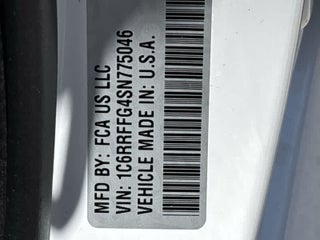 MFD BY: FCA US LLC
VIN: 1C6RRFFG4SN775046
VEHICLE MADE IN: U.S.A.